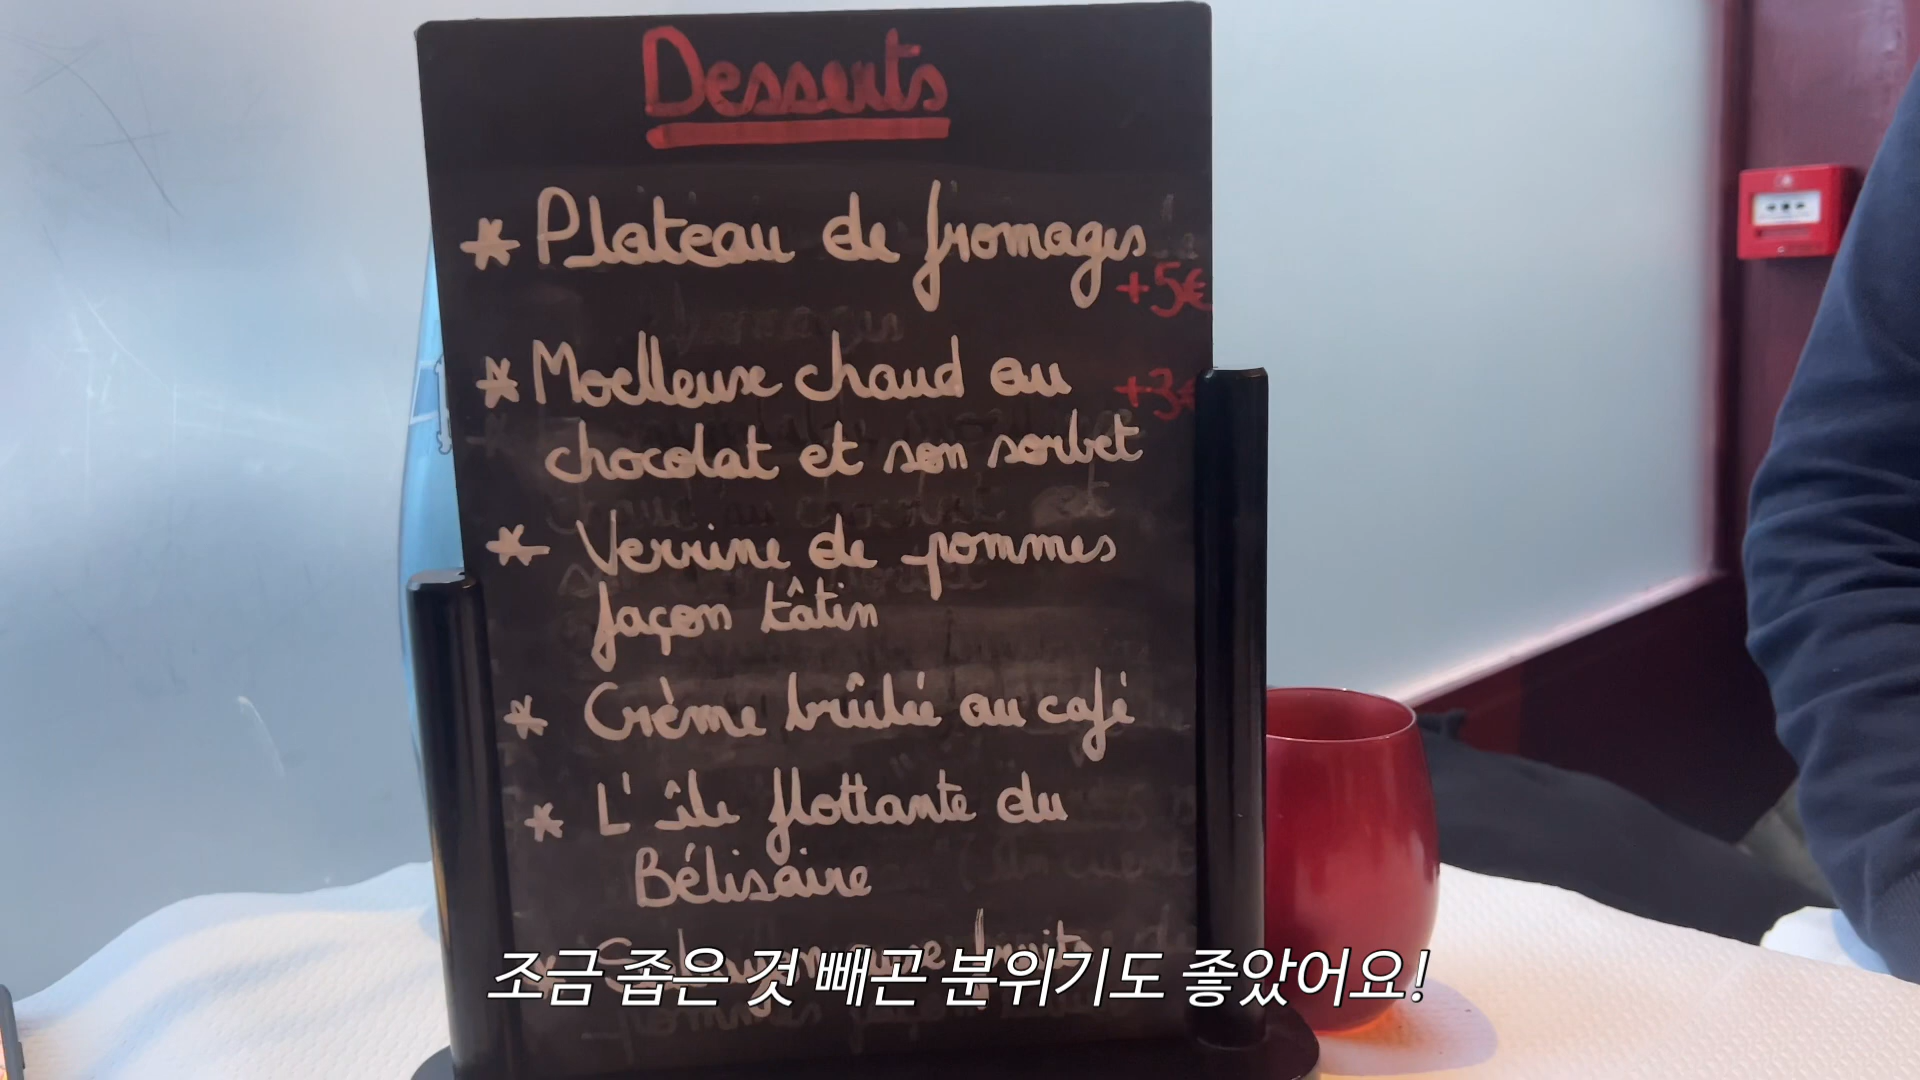 Desserts
* Plateau de fromages
+5€
* Moelleux chaud au +3€
chocolat et son sorbet
* Verrine de pommes
façon tâtin
* Crème brûlée au café
* L'île flottante du
Bélisaire
조금 좁은 것 빼곤 분위기도 좋았어요!